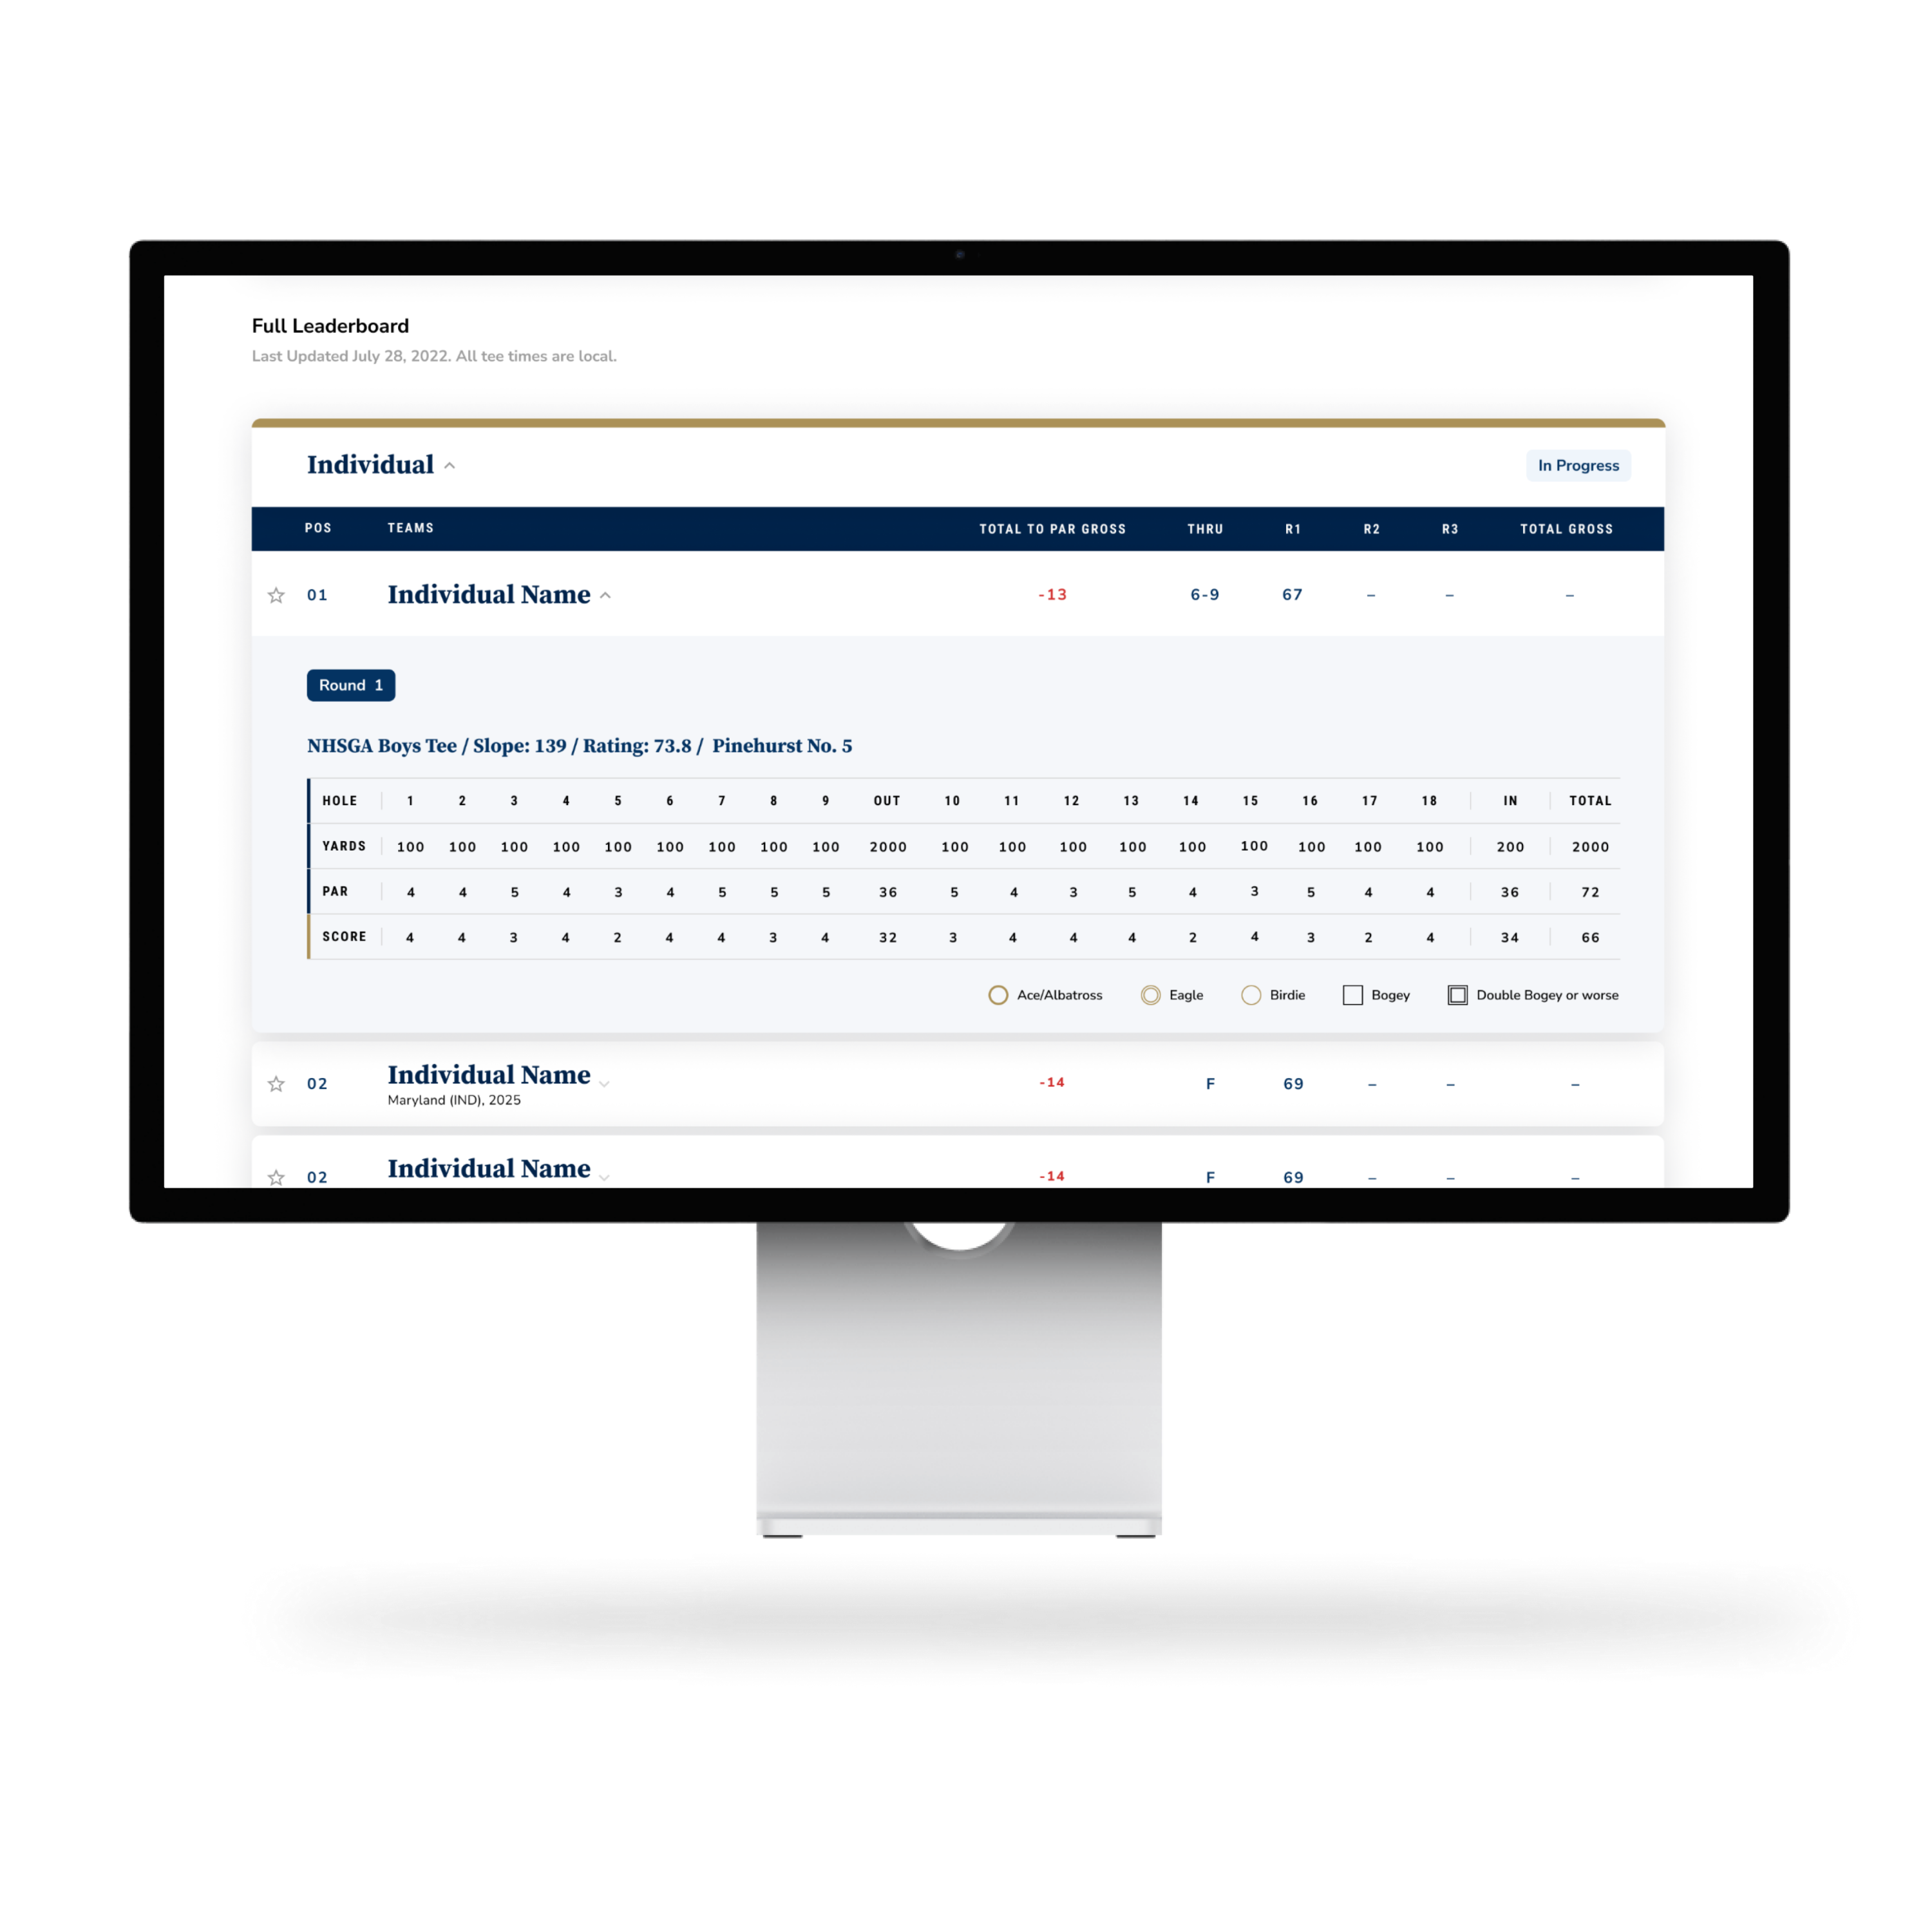 Full Leaderboard
Last Updated July 28, 2022. All tee times are local.
Individual In Progress
POS TEAMS TOTAL TO PAR GROSS THRU R1 R2 R3 TOTAL GROSS
01 Individual Name -13 6-9 67 – – –
Round 1
NHSGA Boys Tee / Slope: 139 / Rating: 73.8 / Pinehurst No. 5
HOLE 1 2 3 4 5 6 7 8 9 OUT 10 11 12 13 14 15 16 17 18 IN TOTAL
YARDS 100 100 100 100 100 100 100 100 100 2000 100 100 100 100 100 100 100 100 100 200 2000
PAR 4 4 5 4 3 4 5 5 5 36 5 4 3 5 4 3 5 4 4 36 72
SCORE 4 4 3 4 2 4 4 3 4 32 3 4 4 4 2 4 3 2 4 34 66
Ace/Albatross Eagle Birdie Bogey Double Bogey or worse
02 Individual Name -14 F 69 – – –
Maryland (IND), 2025
02 Individual Name -14 F 69 – – –